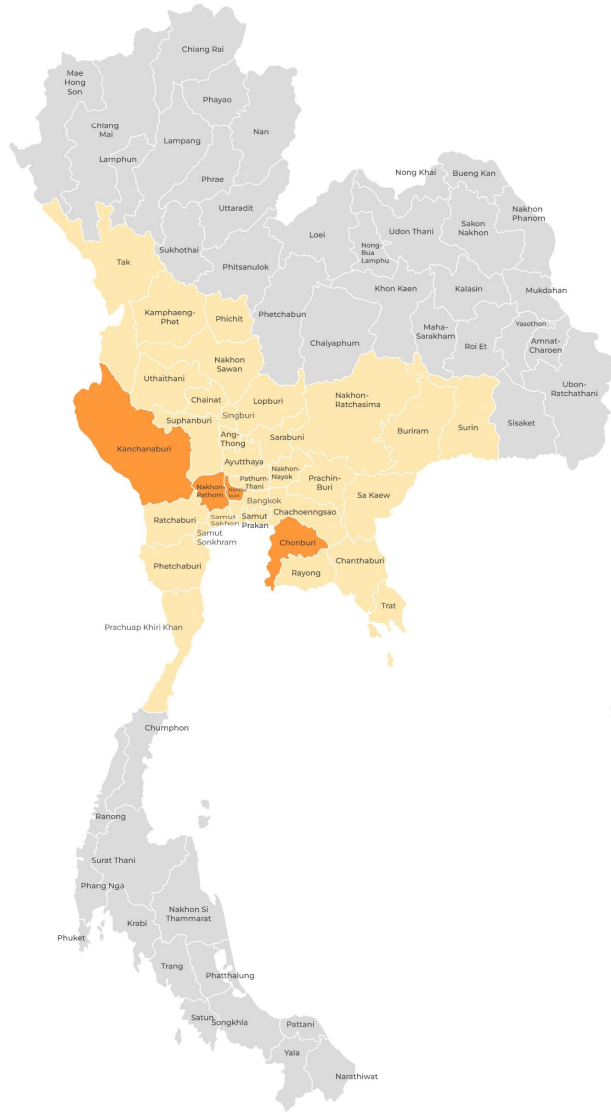 Chiang Rai
Mae
Hong
Son
Phayao
Chiang
Mai
Nan
Lampang
Lamphun
Phrae
Uttaradit
Sukhothai
Phitsanulok
Nong Khai
Bueng Kan
Nakhon
Phanom
Loei
Udon Thani
Sakon
Nakhon
Nong-
Bua
Lamphu
Khon Kaen
Kalasin
Mukdahan
Phetchabun
Maha-
Sarakham
Roi Et
Yasothon
Amnat-
Charoen
Chaiyaphum
Ubon-
Ratchathani
Sisaket
Tak
Kamphaeng-
Phet
Phichit
Nakhon
Sawan
Uthaithani
Chainat
Lopburi
Nakhon-
Ratchasima
Suphanburi
Singburi
Buriram
Surin
Kanchanaburi
Ang-
Thong
Sarabuni
Ayutthaya
Nakhon-
Nayok
Prachin-
Buri
Nakhon-
Pathom
Pathum-
Thani
Sa Kaew
Bangkok
Chachoenngsao
Ratchaburi
Samut
Sakhon
Samut
Prakan
Samut
Sonkhram
Chonburi
Chanthaburi
Phetchaburi
Rayong
Trat
Prachuap Khiri Khan
Chumphon
Ranong
Surat Thani
Phang Nga
Nakhon Si
Thammarat
Krabi
Phuket
Trang
Phatthalung
Satun
Songkhla
Pattani
Yala
Narathiwat